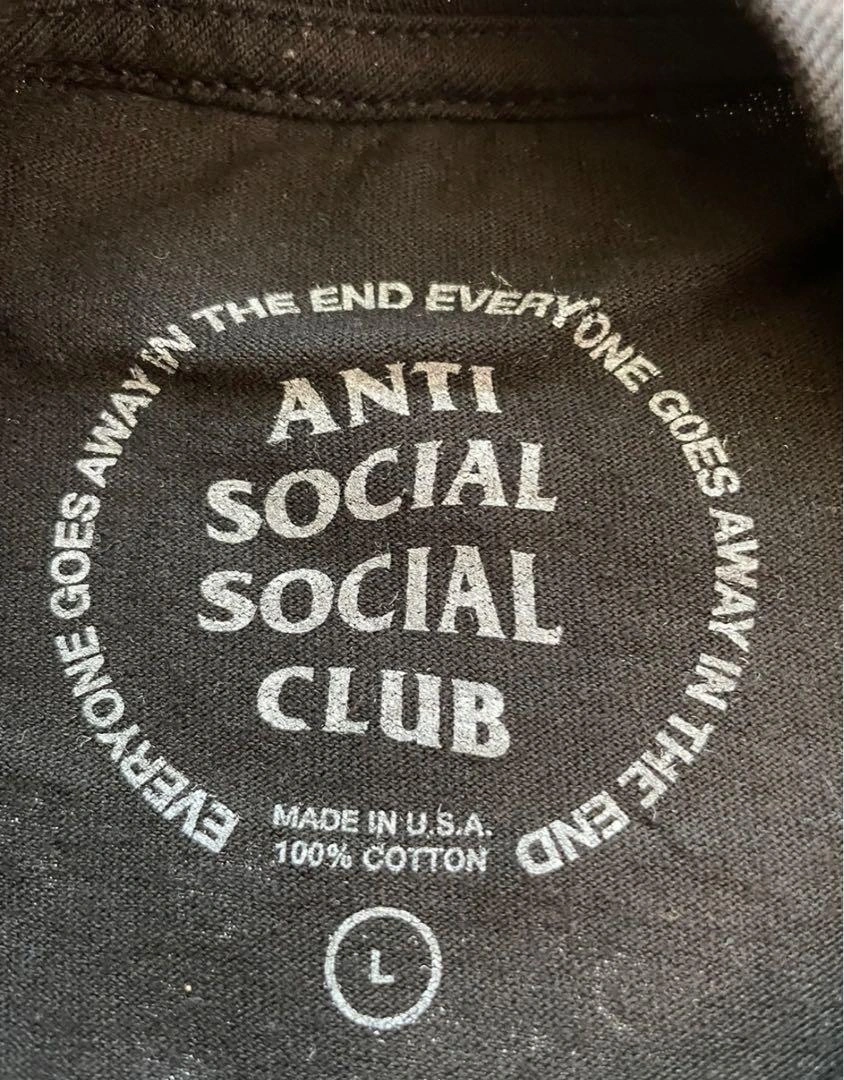 EVERYONE GOES AWAY IN THE END EVERYONE GOES AWAY IN THE END
ANTI
SOCIAL
SOCIAL
CLUB
MADE IN U.S.A.
100% COTTON
L